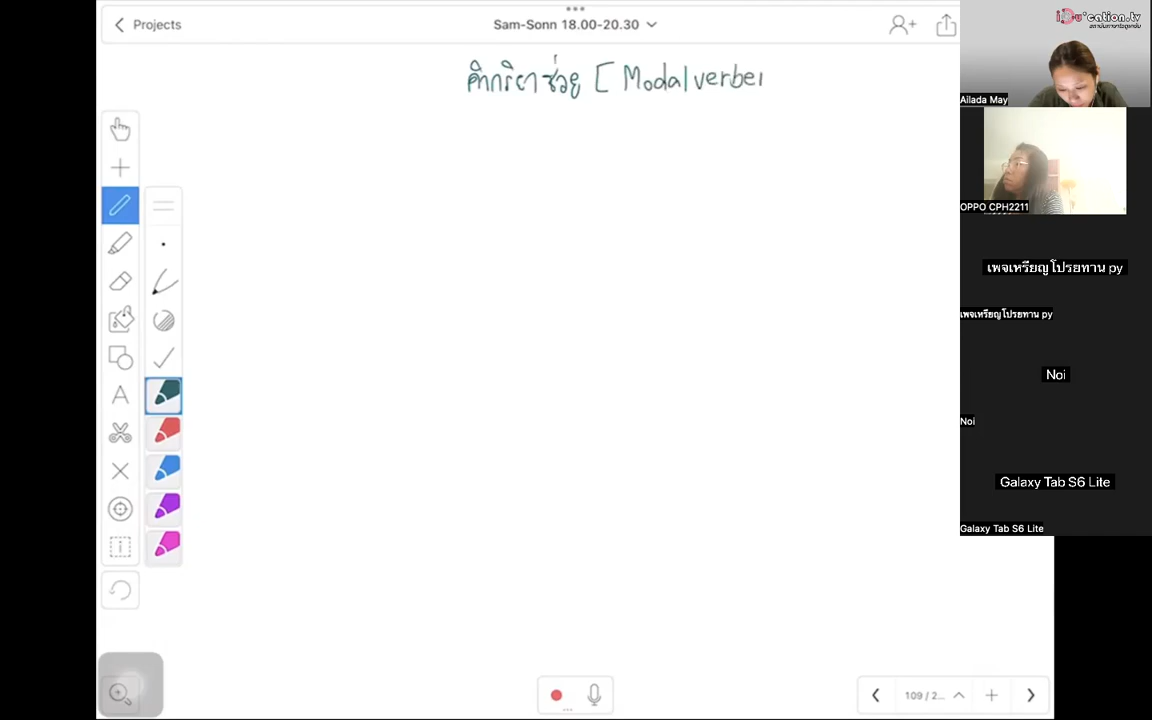 Projects
Sam-Sonn 18.00-20.30
คำกริยาช่วย [ Modalverber
Ailada May
OPPO CPH2211
เพจเหรียญโปรยทาน py
เพจเหรียญโปรยทาน py
Noi
Noi
Galaxy Tab S6 Lite
Galaxy Tab S6 Lite
109 / 2...